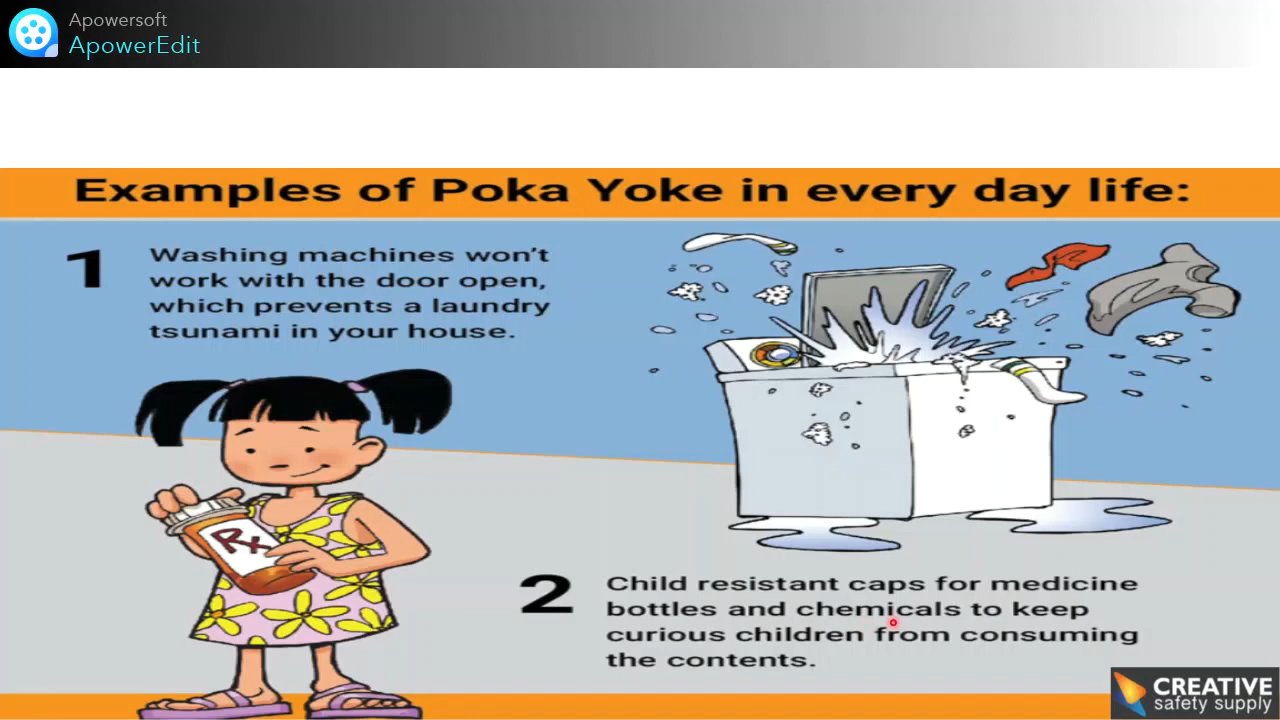 Apowersoft
ApowerEdit
Examples of Poka Yoke in every day life:
1
Washing machines won't
work with the door open,
which prevents a laundry
tsunami in your house.
Rx
2
Child resistant caps for medicine
bottles and chemicals to keep
curious children from consuming
the contents.
CREATIVE
safety supply